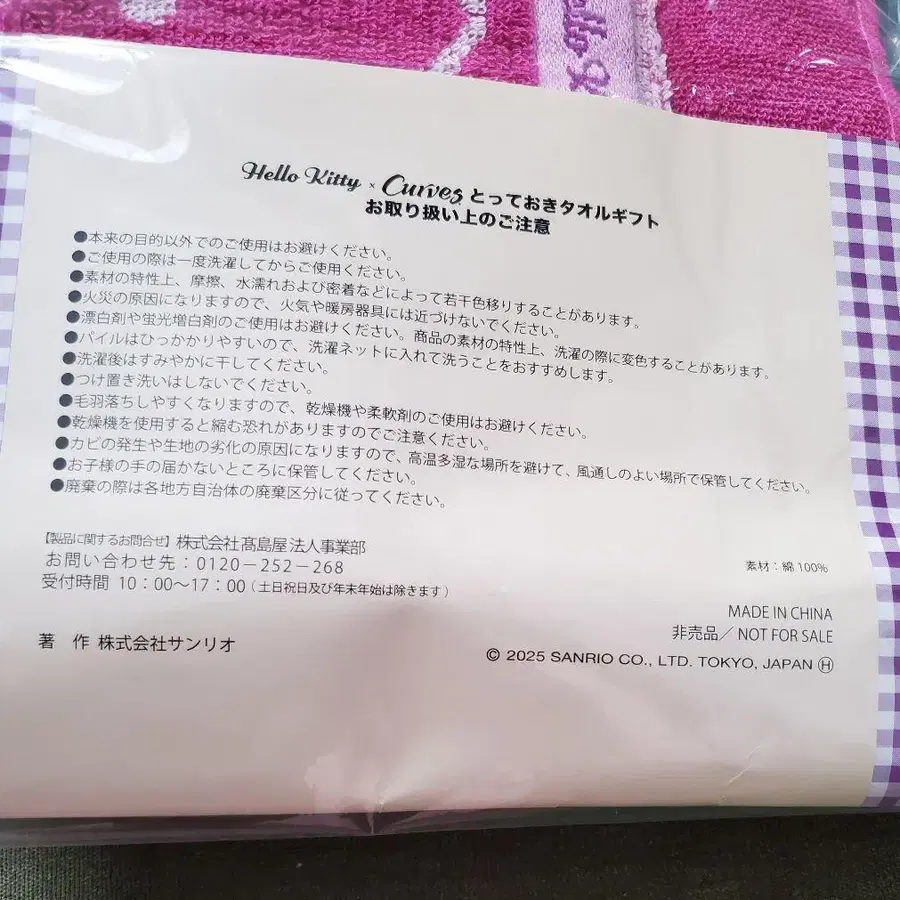 Hello K
Hello Kitty × Curves とっておきタオルギフト
お取り扱い上のご注意
●本来の目的以外でのご使用はお避けください。
●ご使用の際は一度洗濯してからご使用ください。
●素材の特性上、摩擦、水濡れおよび密着などによって若干色移りすることがあります。
●火災の原因になりますので、火気や暖房器具には近づけないでください。
●漂白剤や蛍光増白剤のご使用はお避けください。商品の素材の特性上、洗濯の際に変色することがあります。
●パイルはひっかかりやすいので、洗濯ネットに入れて洗うことをおすすめします。
●洗濯後はすみやかに干してください。
●つけ置き洗いはしないでください。
●毛羽落ちしやすくなりますので、乾燥機や柔軟剤のご使用はお避けください。
●乾燥機を使用すると縮む恐れがありますのでご注意ください。
●カビの発生や生地の劣化の原因になりますので、高温多湿な場所を避けて、風通しのよい場所で保管してください。
●お子様の手の届かないところに保管してください。
●廃棄の際は各地方自治体の廃棄区分に従ってください。
【製品に関するお問合せ】株式会社髙島屋 法人事業部
お問い合わせ先：0120－252－268
受付時間 10：00～17：00（土日祝日及び年末年始は除きます）
素材：綿 100%
MADE IN CHINA
非売品／ NOT FOR SALE
著　作 株式会社サンリオ
© 2025 SANRIO CO., LTD. TOKYO, JAPAN Ⓗ